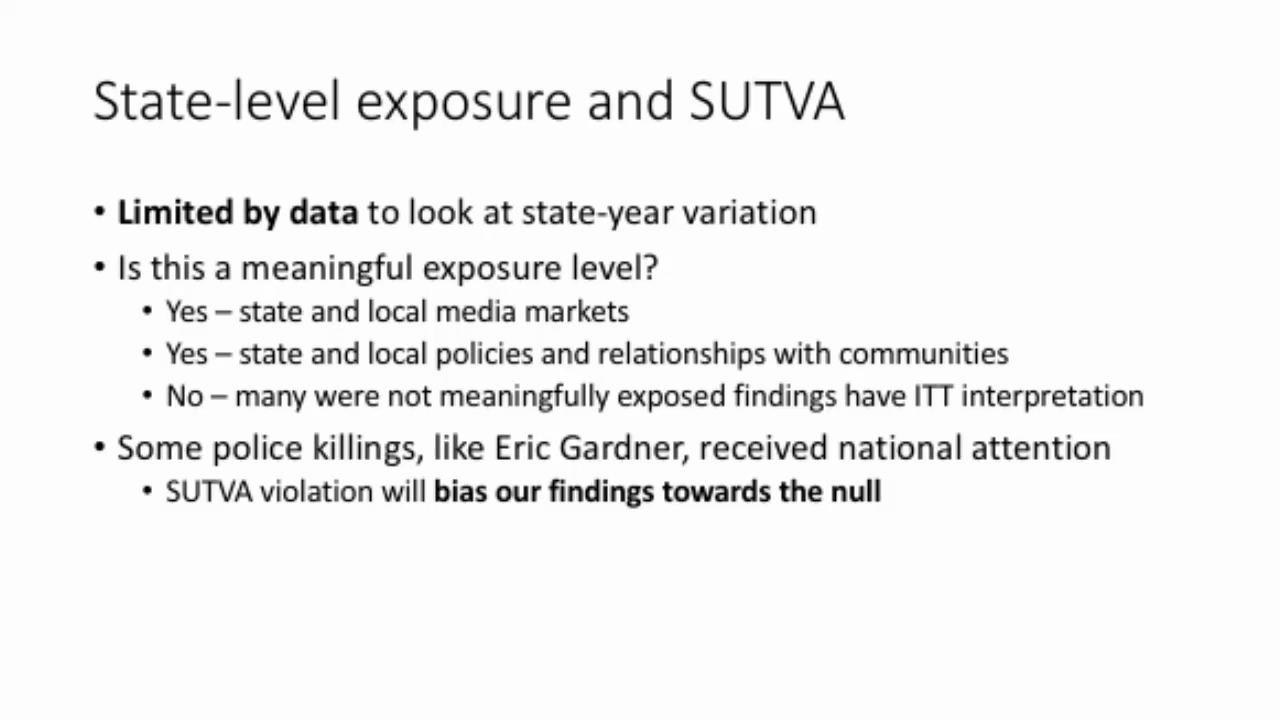 State-level exposure and SUTVA
• Limited by data to look at state-year variation
• Is this a meaningful exposure level?
• Yes – state and local media markets
• Yes – state and local policies and relationships with communities
• No – many were not meaningfully exposed findings have ITT interpretation
• Some police killings, like Eric Gardner, received national attention
• SUTVA violation will bias our findings towards the null